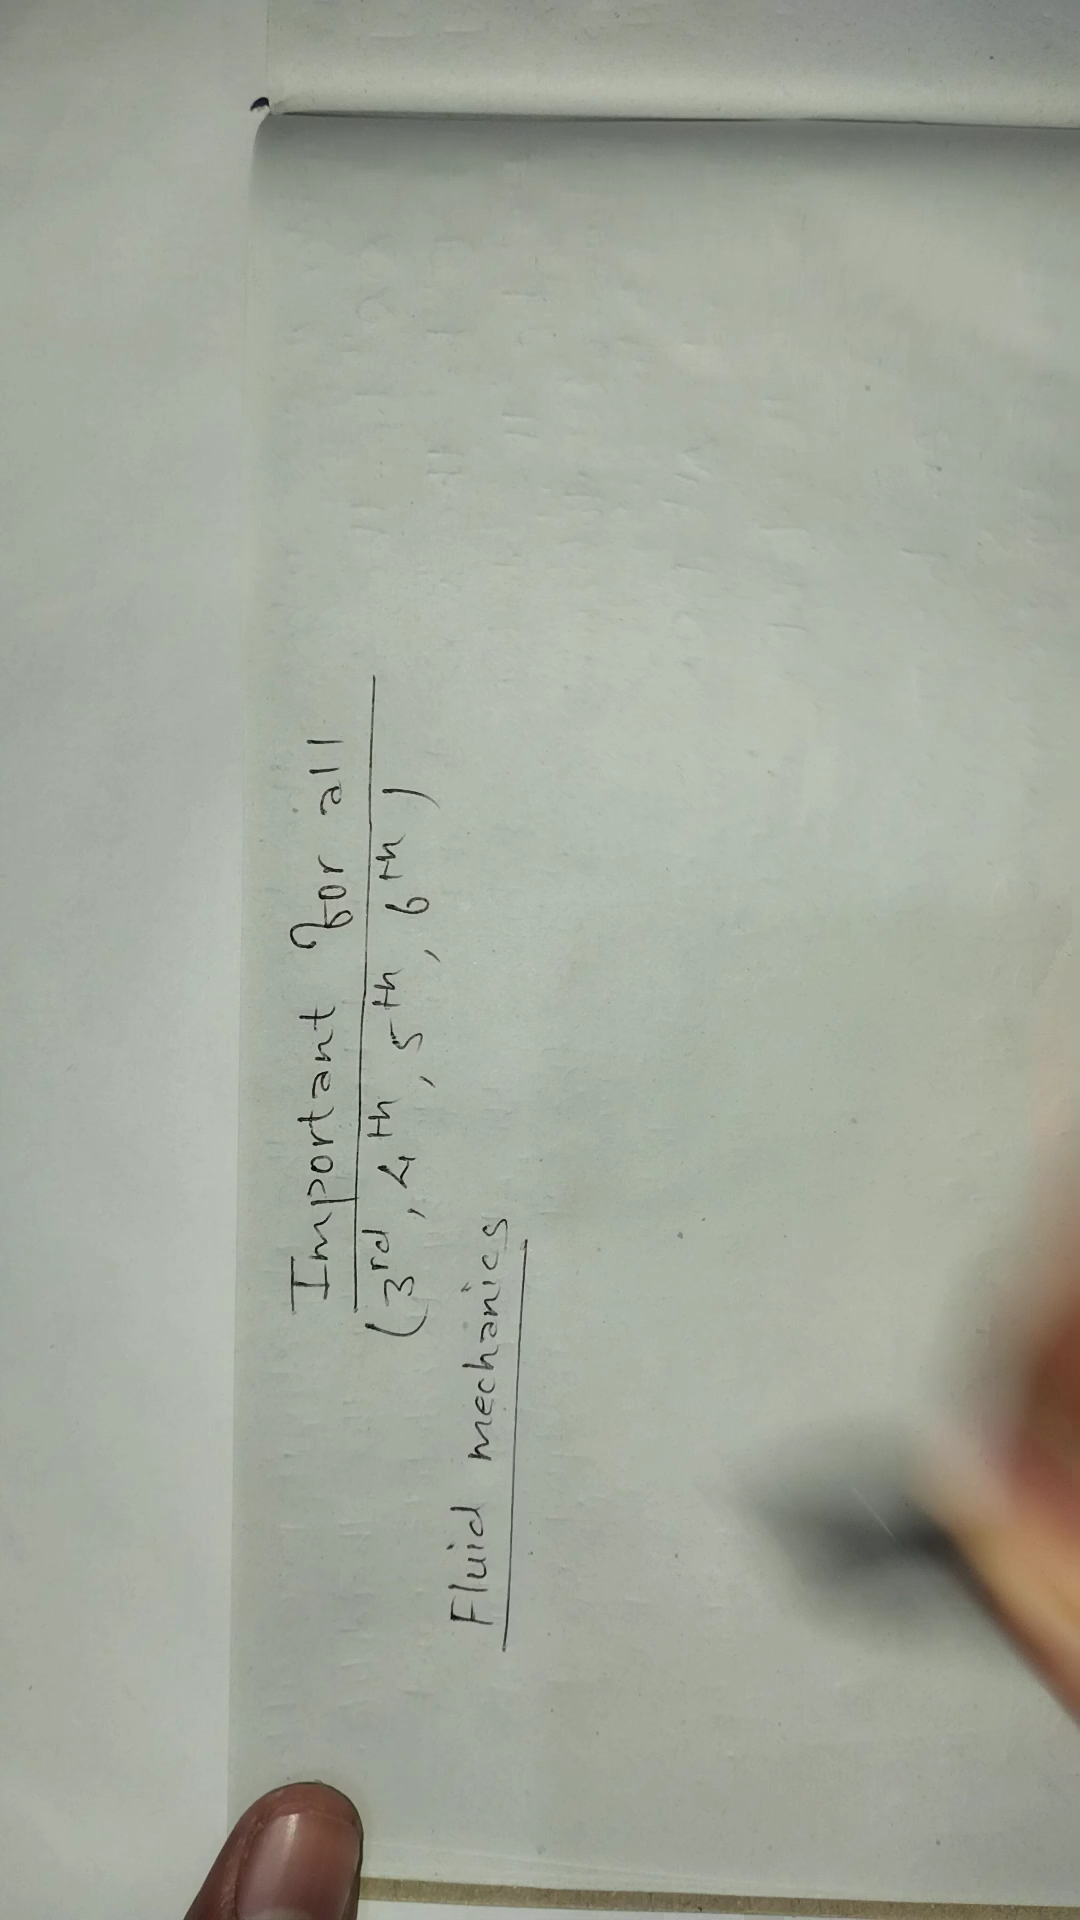 Important for all
(3rd, 4th, 5th, 6th)
Fluid mechanics